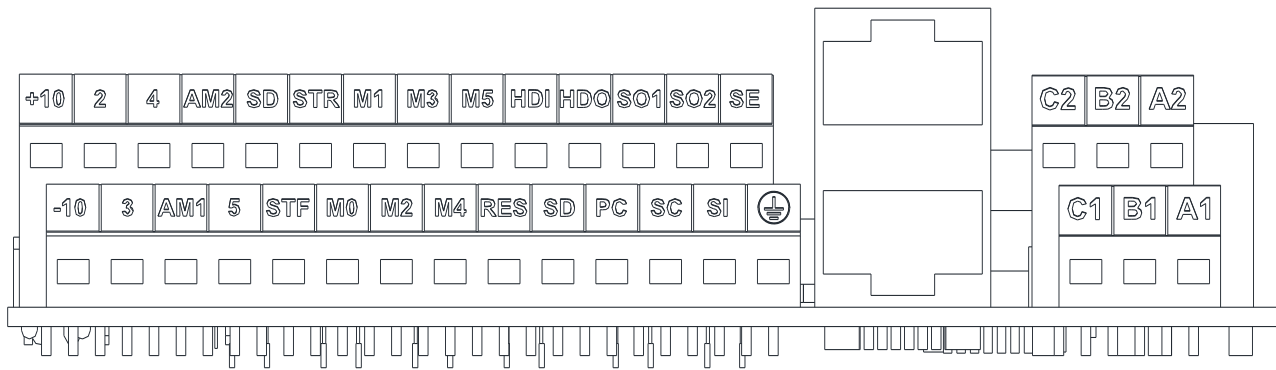 +10 2 4 AM2 SD STR M1 M3 M5 HDI HDO SO1 SO2 SE
C2 B2 A2
-10 3 AM1 5 STF M0 M2 M4 RES SD PC SC SI
C1 B1 A1